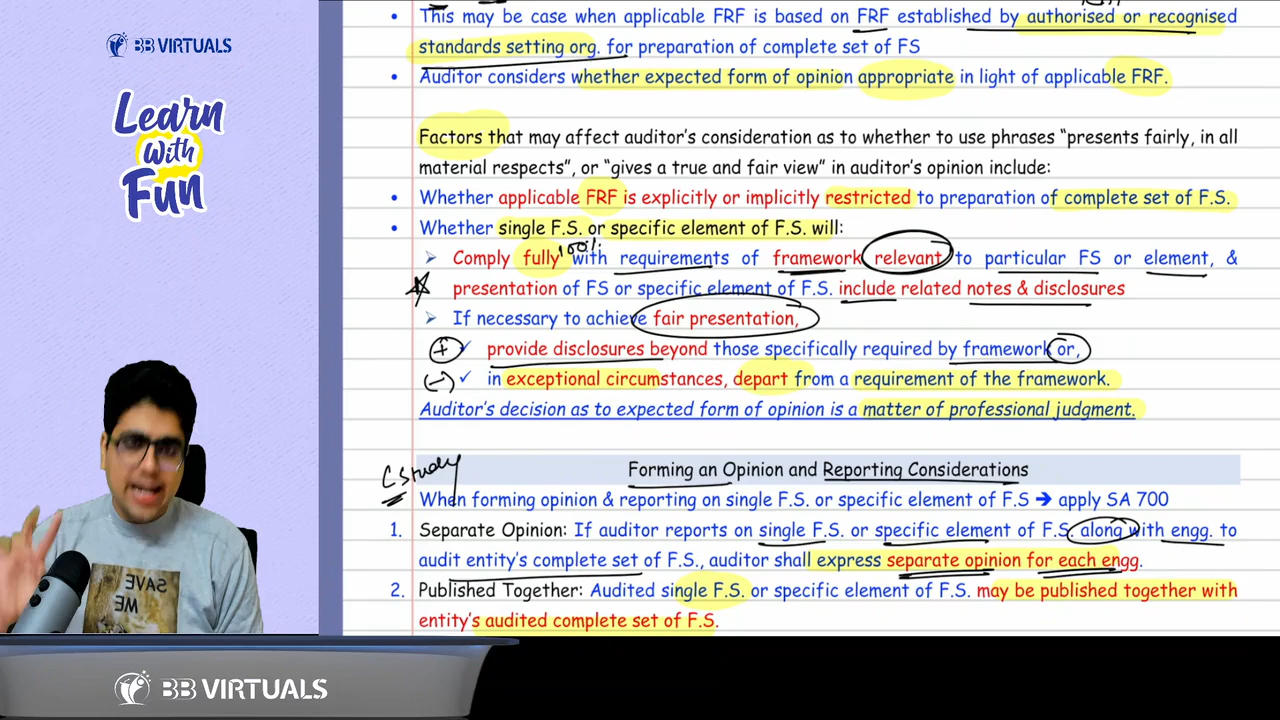 BB VIRTUALS
Learn
With
Fun
• This may be case when applicable FRF is based on FRF established by authorised or recognised
standards setting org. for preparation of complete set of FS
• Auditor considers whether expected form of opinion appropriate in light of applicable FRF.
Factors that may affect auditor's consideration as to whether to use phrases "presents fairly, in all
material respects", or "gives a true and fair view" in auditor's opinion include:
• Whether applicable FRF is explicitly or implicitly restricted to preparation of complete set of F.S.
• Whether single F.S. or specific element of F.S. will:
➢ Comply fully 100% with requirements of framework relevant to particular FS or element, &
presentation of FS or specific element of F.S. include related notes & disclosures
➢ If necessary to achieve fair presentation,
(+) ✓ provide disclosures beyond those specifically required by framework or,
(-) ✓ in exceptional circumstances, depart from a requirement of the framework.
Auditor's decision as to expected form of opinion is a matter of professional judgment.
C Study
Forming an Opinion and Reporting Considerations
When forming opinion & reporting on single F.S. or specific element of F.S ➔ apply SA 700
1. Separate Opinion: If auditor reports on single F.S. or specific element of F.S. along with engg. to
audit entity's complete set of F.S., auditor shall express separate opinion for each engg.
2. Published Together: Audited single F.S. or specific element of F.S. may be published together with
entity's audited complete set of F.S.
SAVE
ME
BB VIRTUALS